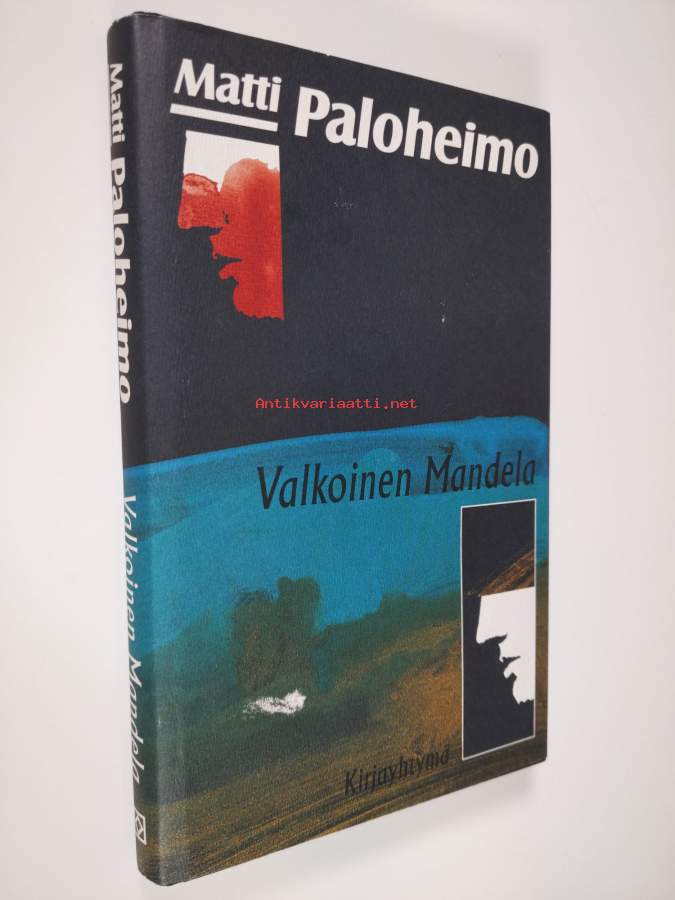 Matti Paloheimo
Antikvariaatti.net
Valkoinen Mandela
Kirjayhtymä
Matti Paloheimo
Valkoinen Mandela